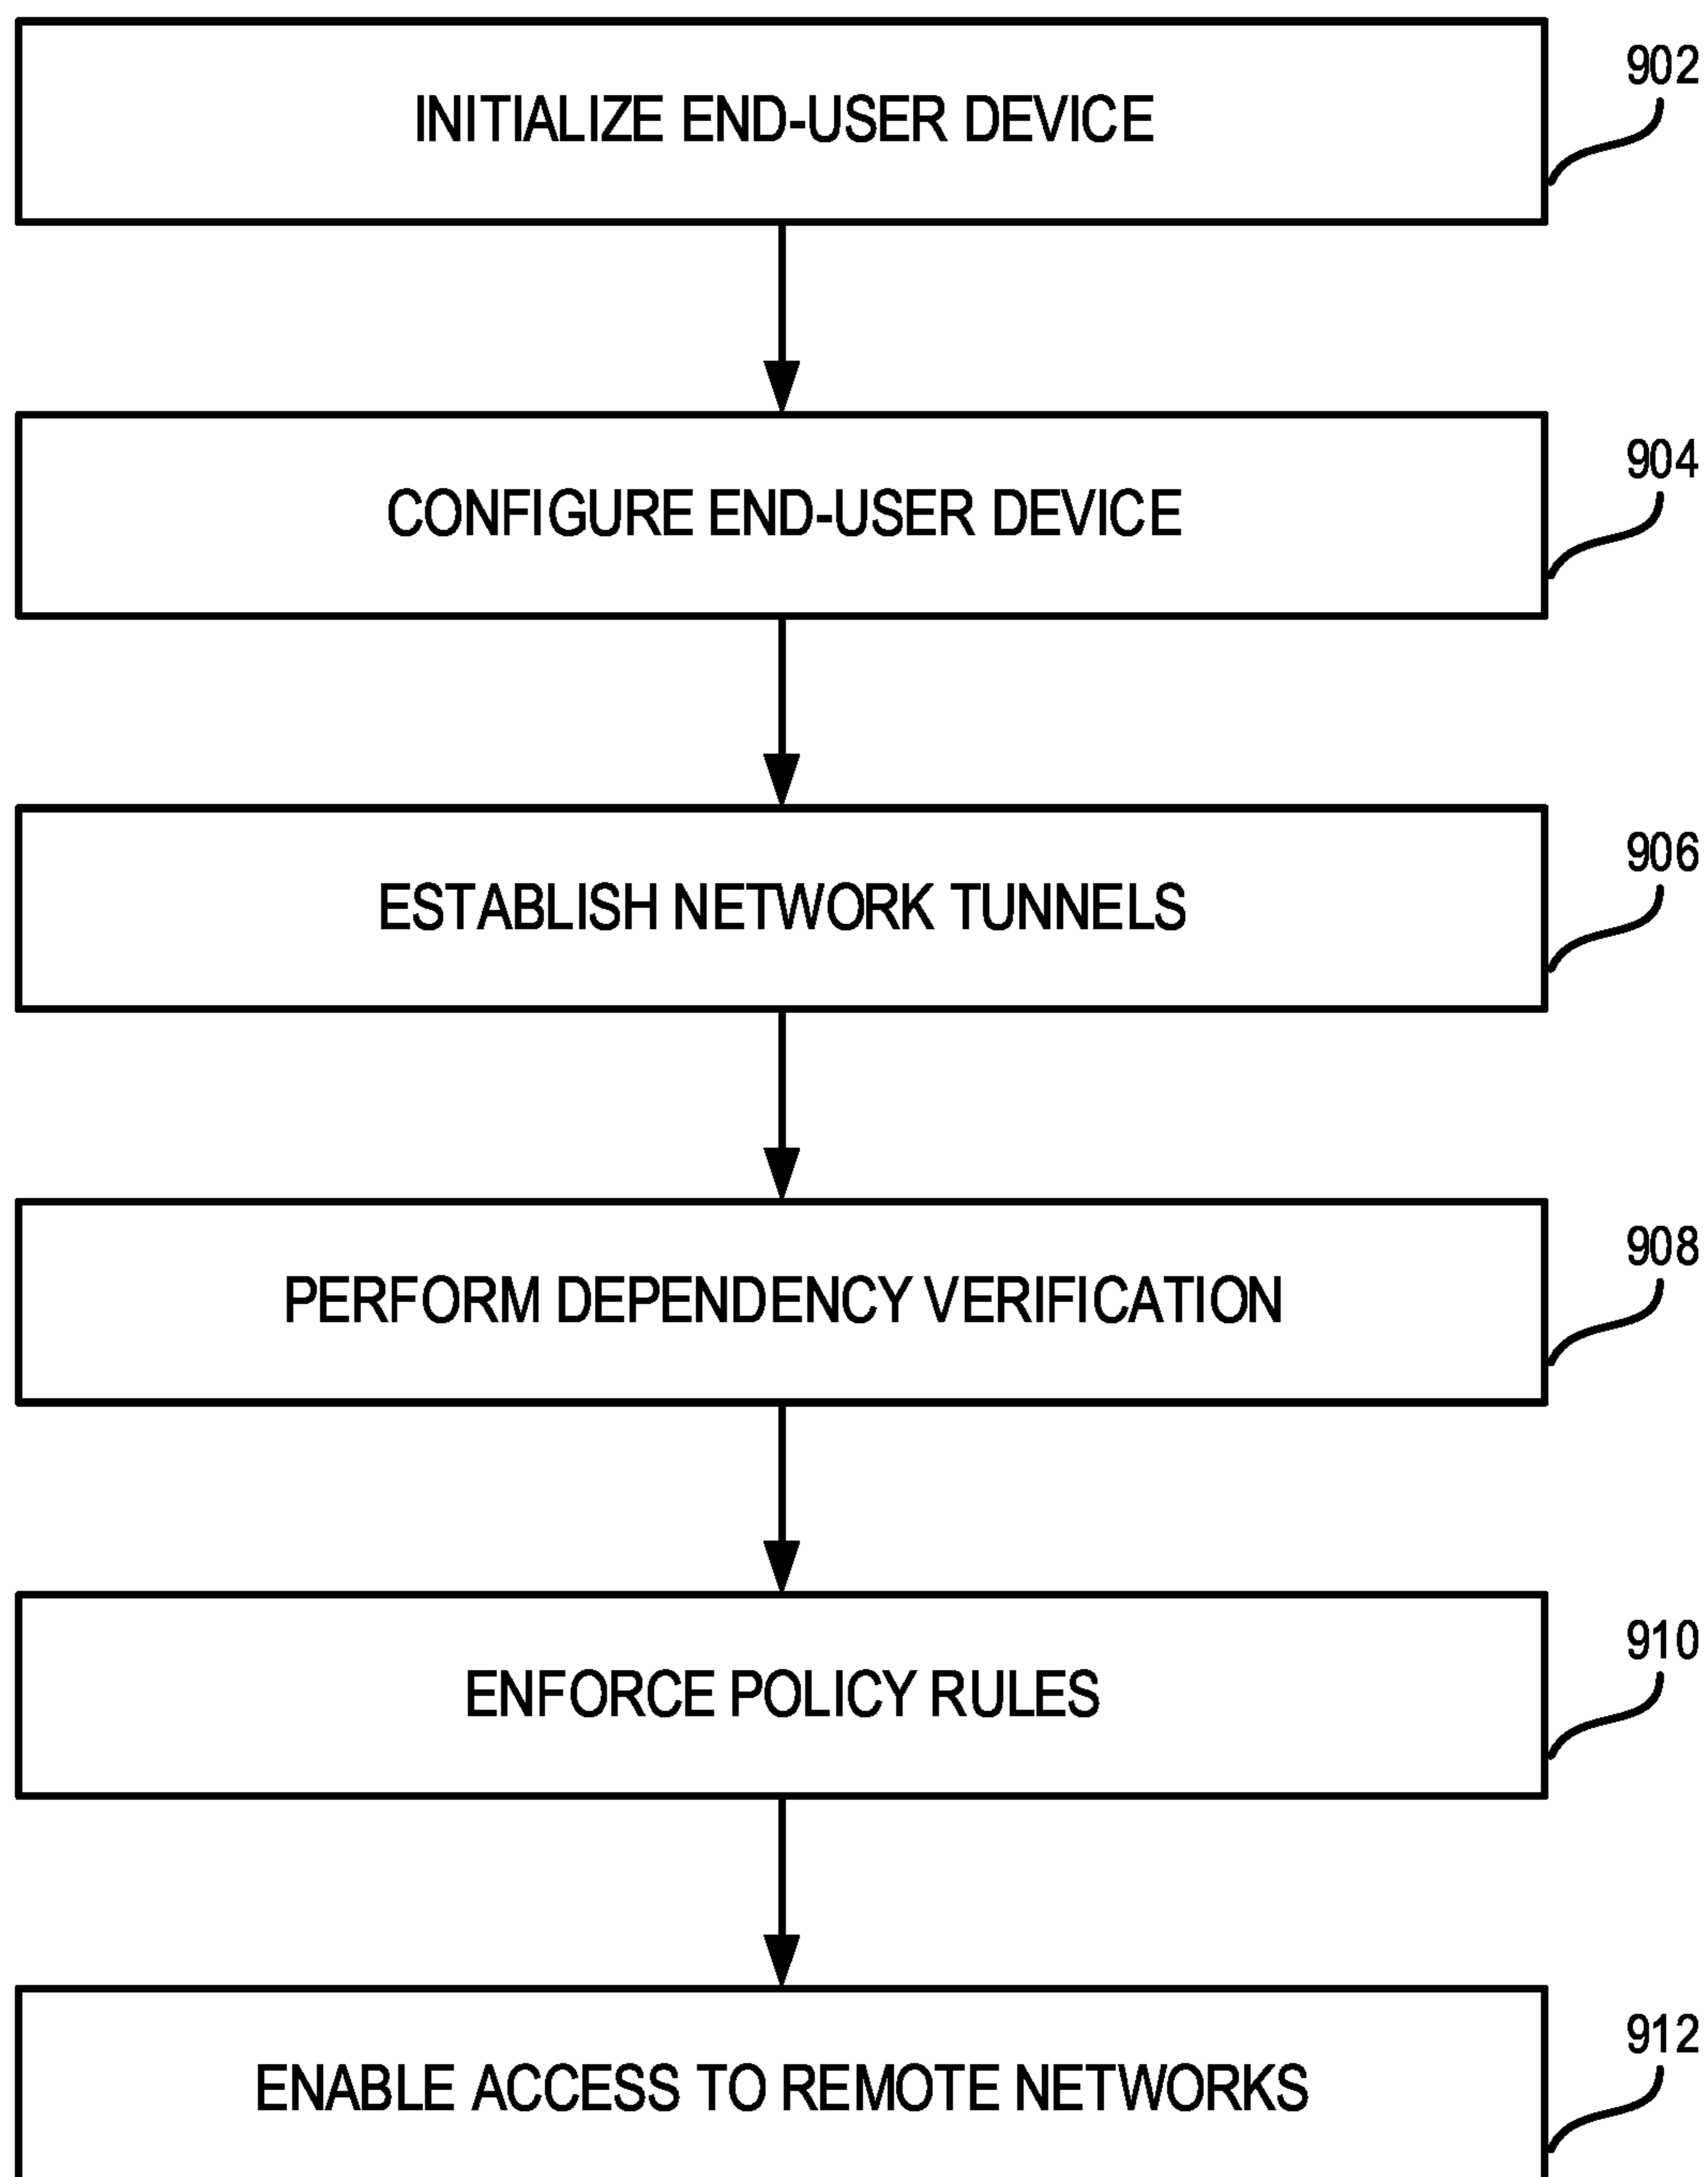 902
INITIALIZE END-USER DEVICE
904
CONFIGURE END-USER DEVICE
906
ESTABLISH NETWORK TUNNELS
908
PERFORM DEPENDENCY VERIFICATION
910
ENFORCE POLICY RULES
912
ENABLE ACCESS TO REMOTE NETWORKS